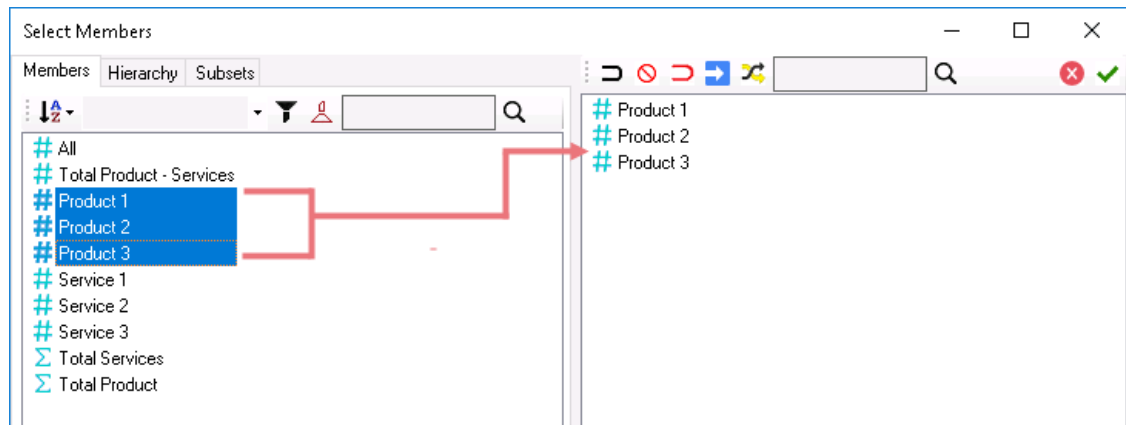 Select Members
Members Hierarchy Subsets
All
Total Product - Services
Product 1
Product 2
Product 3
Service 1
Service 2
Service 3
Total Services
Total Product
Product 1
Product 2
Product 3